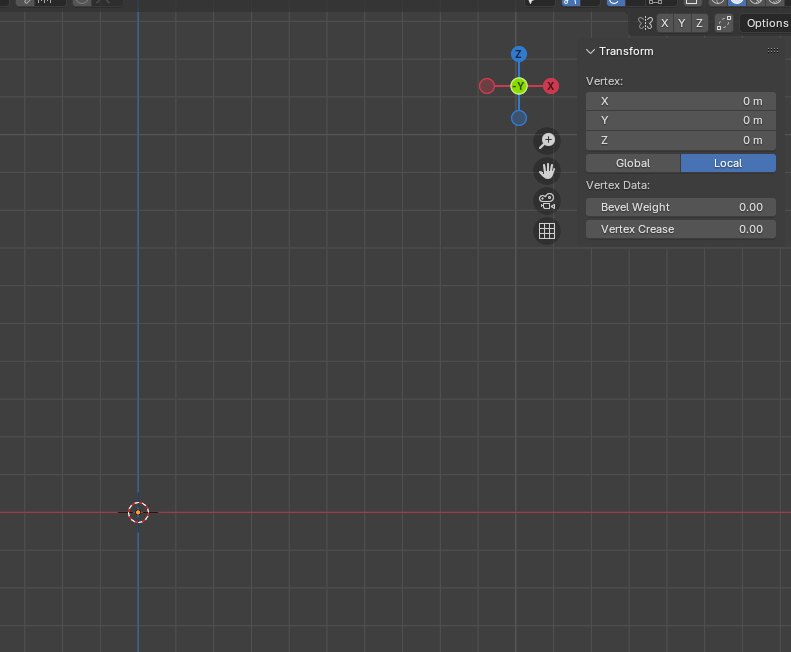 X Y Z Options
Z
-Y X
Transform
Vertex:
X 0 m
Y 0 m
Z 0 m
Global Local
Vertex Data:
Bevel Weight 0.00
Vertex Crease 0.00